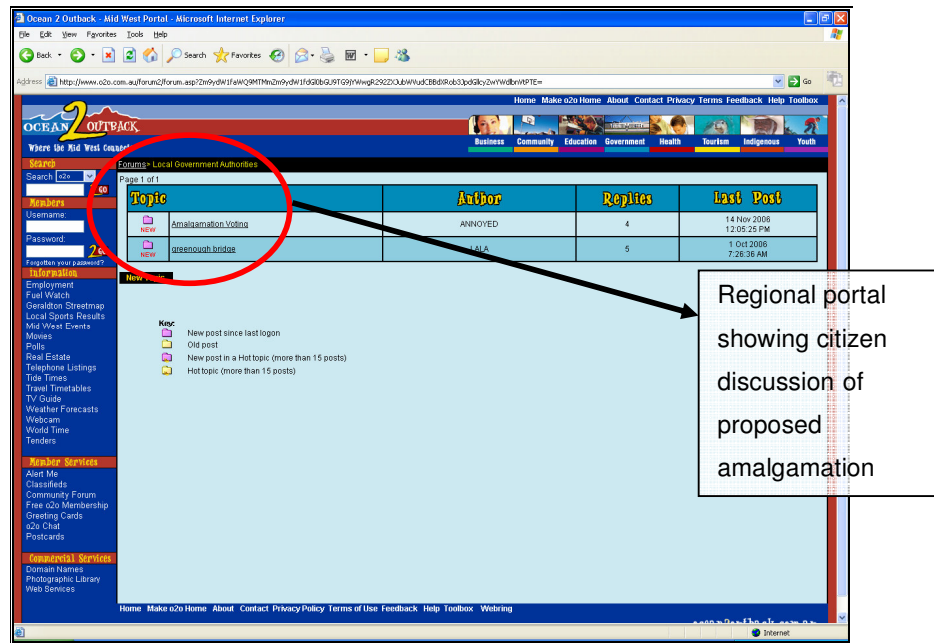 Ocean 2 Outback - Mid West Portal - Microsoft Internet Explorer
File Edit View Favorites Tools Help
Back Search Favorites
Address http://www.o2o.com.au/forum2/forum.asp? Go
Home Make o2o Home About Contact Privacy Terms Feedback Help Toolbox
OCEAN 2 OUTBACK
Where the Mid West
Business Community Education Government Health Tourism Indigenous Youth
Search
Search o2o
GO
Members
Username:
Password:
2
Forgotten your password?
Information
Employment
Fuel Watch
Geraldton Streetmap
Local Sports Results
Mid West Events
Movies
Polls
Real Estate
Telephone Listings
Tide Times
Travel Timetables
TV Guide
Weather Forecasts
Webcam
World Time
Tenders
Member Services
Alert Me
Classifieds
Community Forum
Free o2o Membership
Greeting Cards
o2o Chat
Postcards
Commercial Services
Domain Names
Photographic Library
Web Services
Forums» Local Government Authorities
Page 1 of 1
Topic Author Replies Last Post
NEW Amalgamation Voting ANNOYED 4 14 Nov 2006
12:05:25 PM
NEW greenough bridge LALA 5 1 Oct 2006
7:26:36 AM
New Topic
Key:
New post since last logon
Old post
New post in a Hot topic (more than 15 posts)
Hot topic (more than 15 posts)
Regional portal
showing citizen
discussion of
proposed
amalgamation
Home Make o2o Home About Contact Privacy Policy Terms of Use Feedback Help Toolbox Webring
Internet